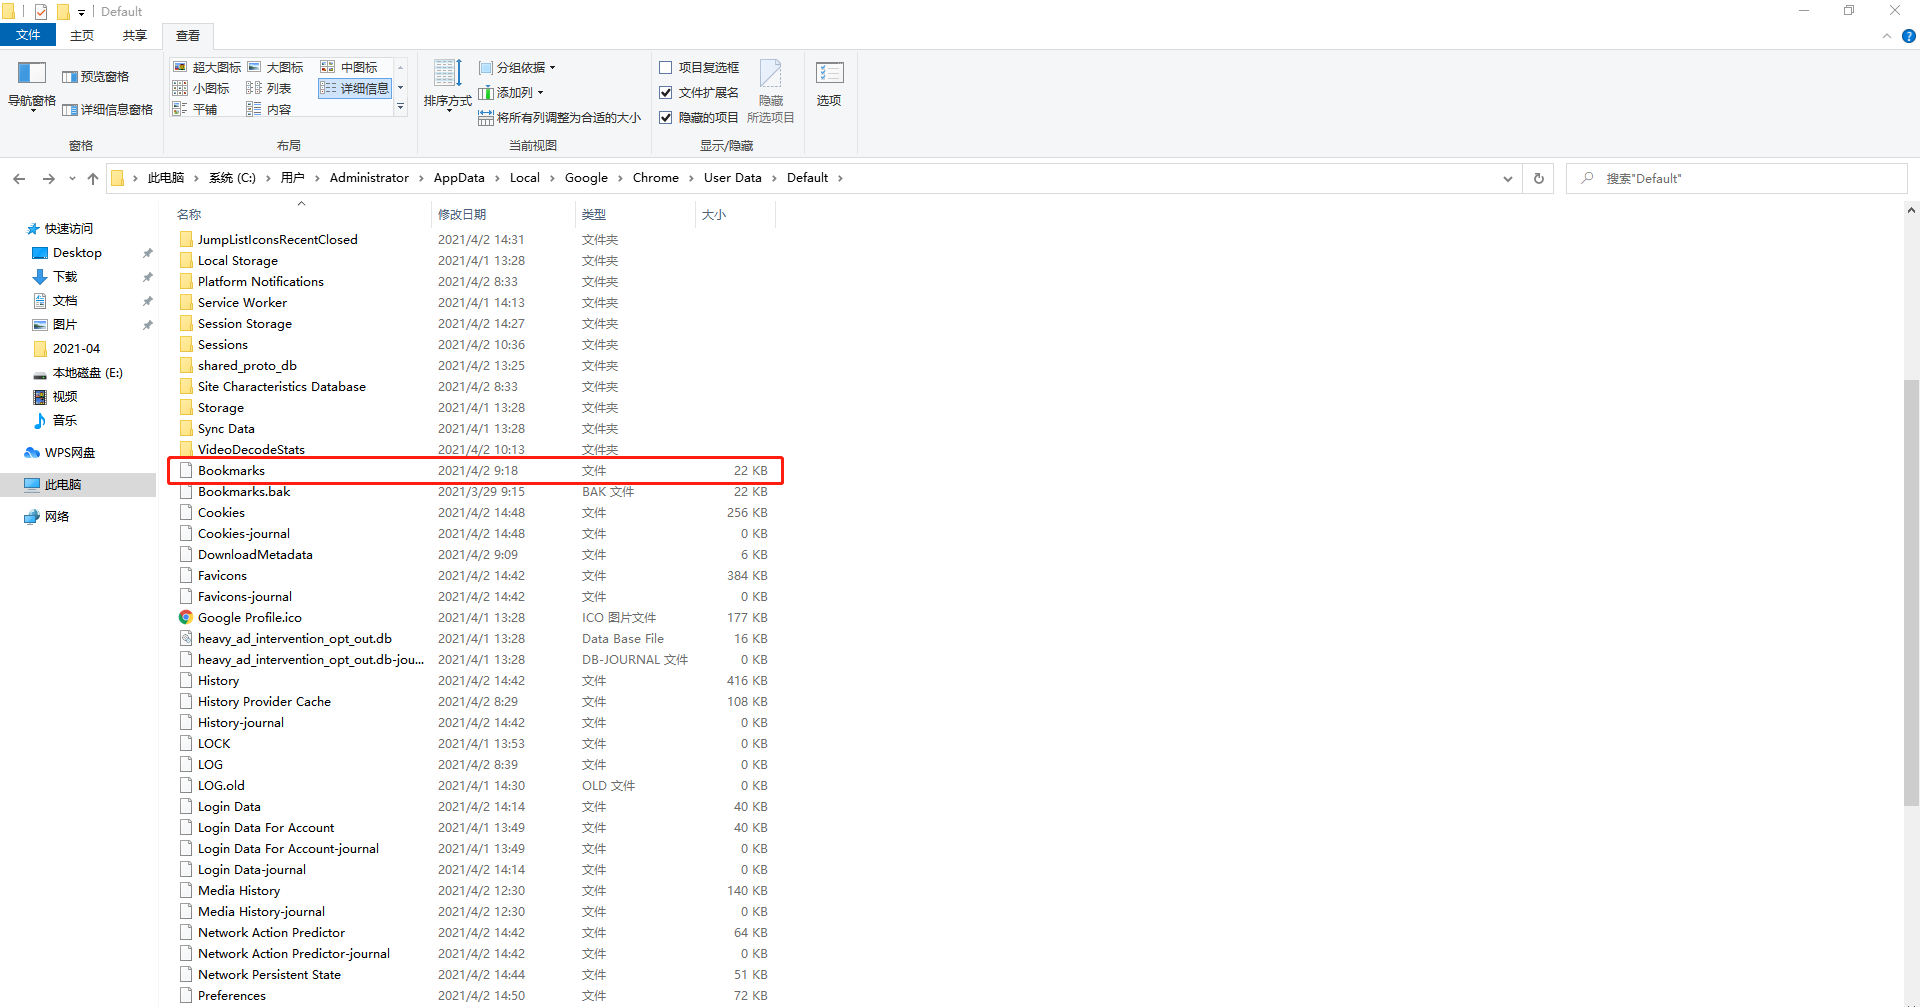 Default
文件 主页 共享 查看
导航窗格 预览窗格 详细信息窗格
超大图标 大图标 中图标
小图标 列表 详细信息
平铺 内容
排序方式 分组依据 添加列 将所有列调整为合适的大小
项目复选框 文件扩展名 隐藏的项目 隐藏 所选项目 选项
窗格 布局 当前视图 显示/隐藏
此电脑 系统 (C:) 用户 Administrator AppData Local Google Chrome User Data Default 搜索"Default"
快速访问
Desktop
下载
文档
图片
2021-04
本地磁盘 (E:)
视频
音乐
WPS网盘
此电脑
网络
名称 修改日期 类型 大小
JumpListIconsRecentClosed 2021/4/2 14:31 文件夹
Local Storage 2021/4/1 13:28 文件夹
Platform Notifications 2021/4/2 8:33 文件夹
Service Worker 2021/4/1 14:13 文件夹
Session Storage 2021/4/2 14:27 文件夹
Sessions 2021/4/2 10:36 文件夹
shared_proto_db 2021/4/2 13:25 文件夹
Site Characteristics Database 2021/4/2 8:33 文件夹
Storage 2021/4/1 13:28 文件夹
Sync Data 2021/4/1 13:28 文件夹
VideoDecodeStats 2021/4/2 10:13 文件夹
Bookmarks 2021/4/2 9:18 文件 22 KB
Bookmarks.bak 2021/3/29 9:15 BAK 文件 22 KB
Cookies 2021/4/2 14:48 文件 256 KB
Cookies-journal 2021/4/2 14:48 文件 0 KB
DownloadMetadata 2021/4/2 9:09 文件 6 KB
Favicons 2021/4/2 14:42 文件 384 KB
Favicons-journal 2021/4/2 14:42 文件 0 KB
Google Profile.ico 2021/4/1 13:28 ICO 图片文件 177 KB
heavy_ad_intervention_opt_out.db 2021/4/1 13:28 Data Base File 16 KB
heavy_ad_intervention_opt_out.db-jou... 2021/4/1 13:28 DB-JOURNAL 文件 0 KB
History 2021/4/2 14:42 文件 416 KB
History Provider Cache 2021/4/2 8:29 文件 108 KB
History-journal 2021/4/2 14:42 文件 0 KB
LOCK 2021/4/1 13:53 文件 0 KB
LOG 2021/4/2 8:39 文件 0 KB
LOG.old 2021/4/1 14:30 OLD 文件 0 KB
Login Data 2021/4/2 14:14 文件 40 KB
Login Data For Account 2021/4/1 13:49 文件 40 KB
Login Data For Account-journal 2021/4/1 13:49 文件 0 KB
Login Data-journal 2021/4/2 14:14 文件 0 KB
Media History 2021/4/2 12:30 文件 140 KB
Media History-journal 2021/4/2 12:30 文件 0 KB
Network Action Predictor 2021/4/2 14:42 文件 64 KB
Network Action Predictor-journal 2021/4/2 14:42 文件 0 KB
Network Persistent State 2021/4/2 14:44 文件 51 KB
Preferences 2021/4/2 14:50 文件 72 KB